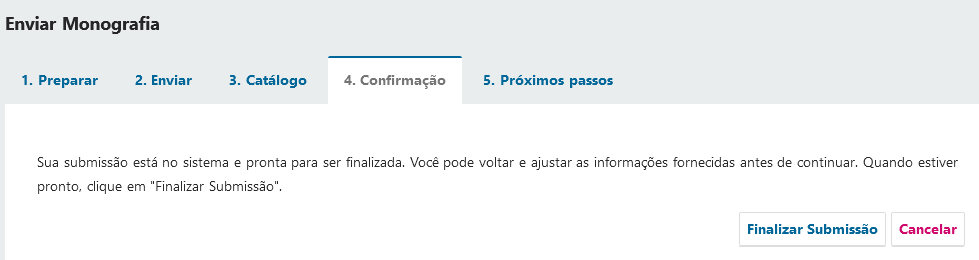 Enviar Monografia
1. Preparar 2. Enviar 3. Catálogo 4. Confirmação 5. Próximos passos
Sua submissão está no sistema e pronta para ser finalizada. Você pode voltar e ajustar as informações fornecidas antes de continuar. Quando estiver
pronto, clique em "Finalizar Submissão".
Finalizar Submissão Cancelar